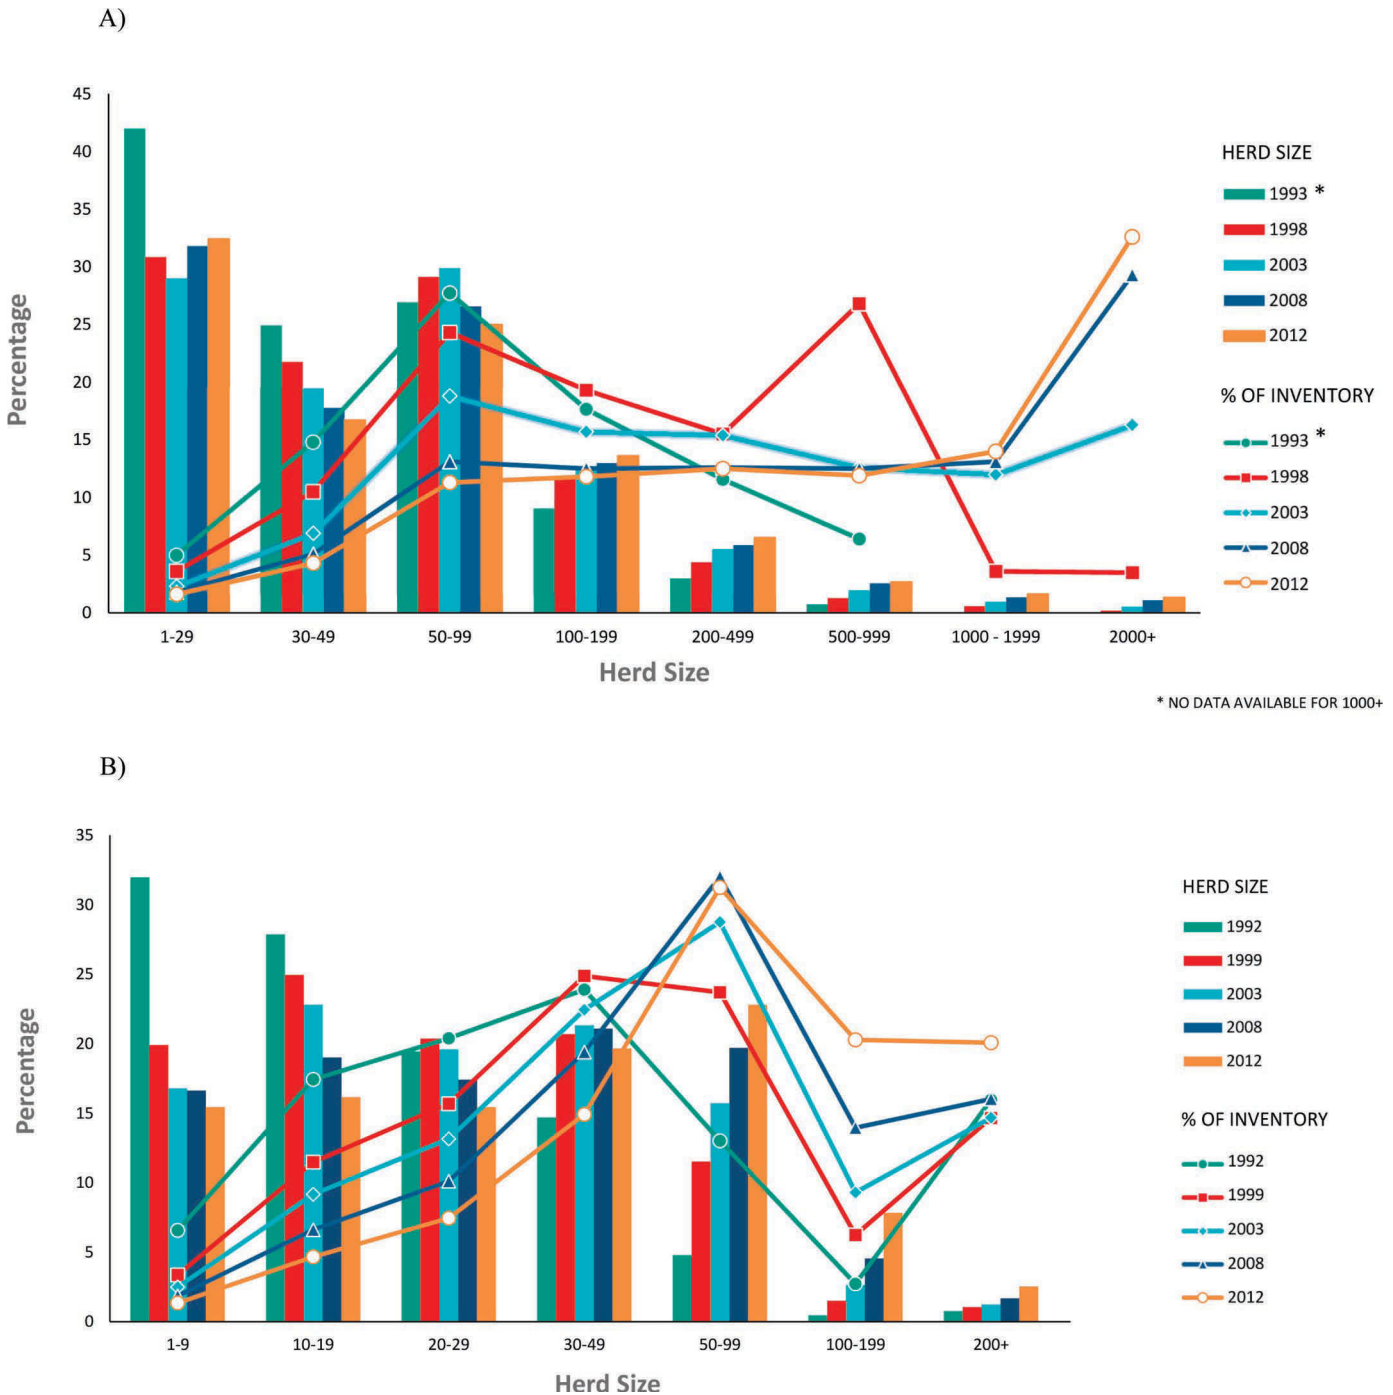 A)
45
40
35
30
25
20
15
10
5
0
Percentage
1-29 30-49 50-99 100-199 200-499 500-999 1000 - 1999 2000+
Herd Size
HERD SIZE
1993 *
1998
2003
2008
2012
% OF INVENTORY
1993 *
1998
2003
2008
2012
* NO DATA AVAILABLE FOR 1000+
B)
35
30
25
20
15
10
5
0
Percentage
1-9 10-19 20-29 30-49 50-99 100-199 200+
Herd Size
HERD SIZE
1992
1999
2003
2008
2012
% OF INVENTORY
1992
1999
2003
2008
2012